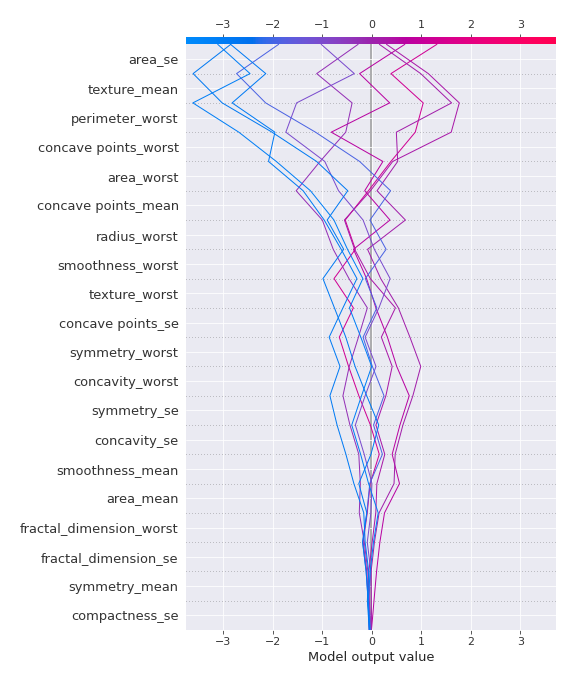 −3 −2 −1 0 1 2 3
area_se
texture_mean
perimeter_worst
concave points_worst
area_worst
concave points_mean
radius_worst
smoothness_worst
texture_worst
concave points_se
symmetry_worst
concavity_worst
symmetry_se
concavity_se
smoothness_mean
area_mean
fractal_dimension_worst
fractal_dimension_se
symmetry_mean
compactness_se
−3 −2 −1 0 1 2 3
Model output value